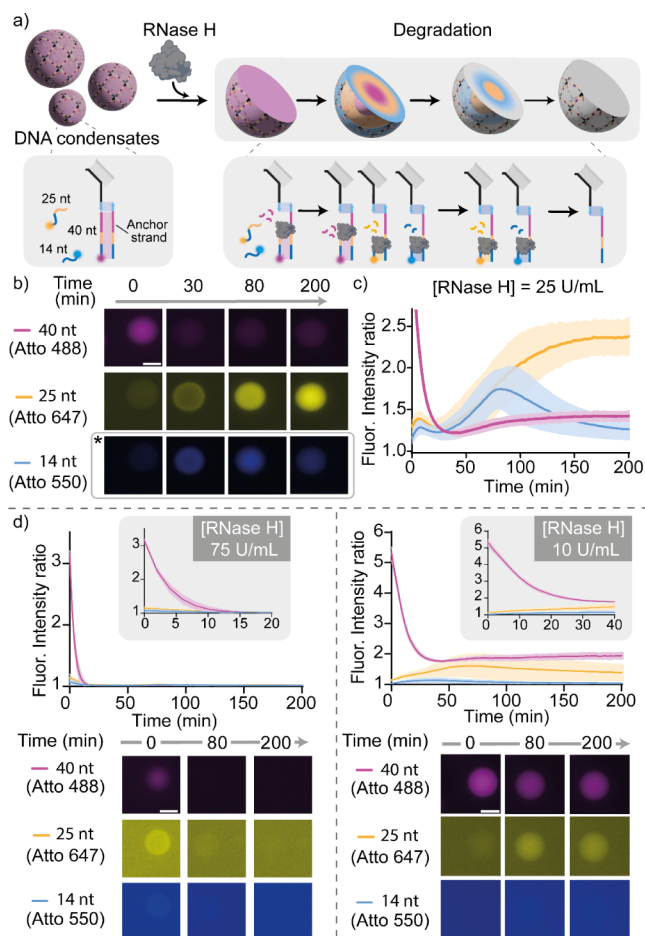 a)
RNase H
Degradation
DNA condensates
25 nt
40 nt
14 nt
Anchor
strand
b)
Time
(min)
0 30 80 200
40 nt
(Atto 488)
25 nt
(Atto 647)
*
14 nt
(Atto 550)
c)
[RNase H] = 25 U/mL
Fluor. Intensity ratio
2.5
2.0
1.5
1.0
0 50 100 150 200
Time (min)
d)
[RNase H]
75 U/mL
Fluor. Intensity ratio
3
2
1
3
2
1
0 5 10 15 20
0 50 100 150 200
Time (min)
Time (min)
0 80 200
40 nt
(Atto 488)
25 nt
(Atto 647)
14 nt
(Atto 550)
[RNase H]
10 U/mL
Fluor. Intensity ratio
6
5
4
3
2
1
6
5
4
3
2
1
0 10 20 30 40
0 50 100 150 200
Time (min)
Time (min)
0 80 200
40 nt
(Atto 488)
25 nt
(Atto 647)
14 nt
(Atto 550)